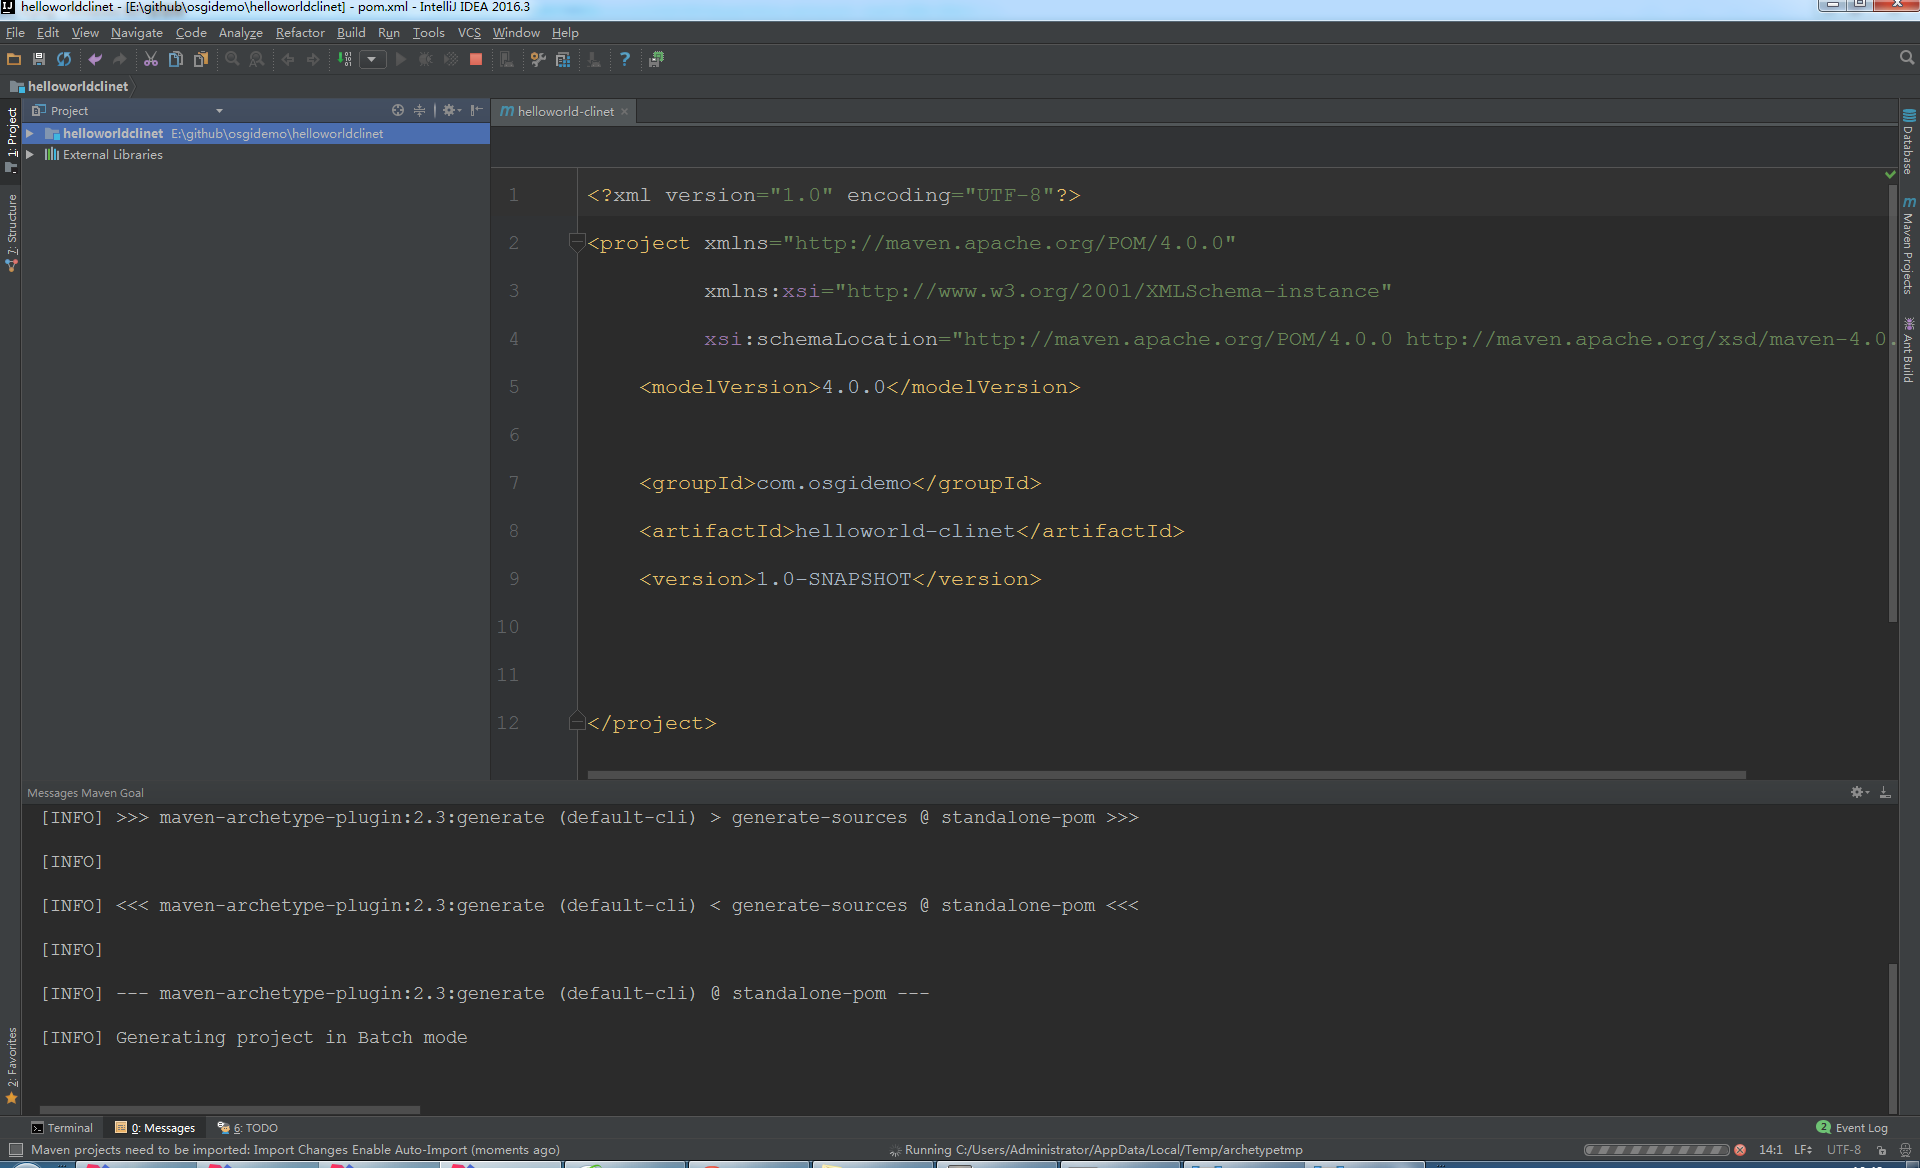 helloworldclinet - [E:\github\osgidemo\helloworldclinet] - pom.xml - IntelliJ IDEA 2016.3
File Edit View Navigate Code Analyze Refactor Build Run Tools VCS Window Help
helloworldclinet
Project
helloworld-clinet
1: Project
helloworldclinet E:\github\osgidemo\helloworldclinet
External Libraries
7: Structure
2: Favorites
Database
Maven Projects
Ant Build
1 <?xml version="1.0" encoding="UTF-8"?>
2 <project xmlns="http://maven.apache.org/POM/4.0.0"
3 xmlns:xsi="http://www.w3.org/2001/XMLSchema-instance"
4 xsi:schemaLocation="http://maven.apache.org/POM/4.0.0 http://maven.apache.org/xsd/maven-4.0.
5 <modelVersion>4.0.0</modelVersion>
6
7 <groupId>com.osgidemo</groupId>
8 <artifactId>helloworld-clinet</artifactId>
9 <version>1.0-SNAPSHOT</version>
10
11
12 </project>
Messages Maven Goal
[INFO] >>> maven-archetype-plugin:2.3:generate (default-cli) > generate-sources @ standalone-pom >>>
[INFO]
[INFO] <<< maven-archetype-plugin:2.3:generate (default-cli) < generate-sources @ standalone-pom <<<
[INFO]
[INFO] --- maven-archetype-plugin:2.3:generate (default-cli) @ standalone-pom ---
[INFO] Generating project in Batch mode
Terminal 0: Messages 6: TODO 2 Event Log
Maven projects need to be imported: Import Changes Enable Auto-Import (moments ago) Running C:/Users/Administrator/AppData/Local/Temp/archetypetmp 14:1 LF UTF-8